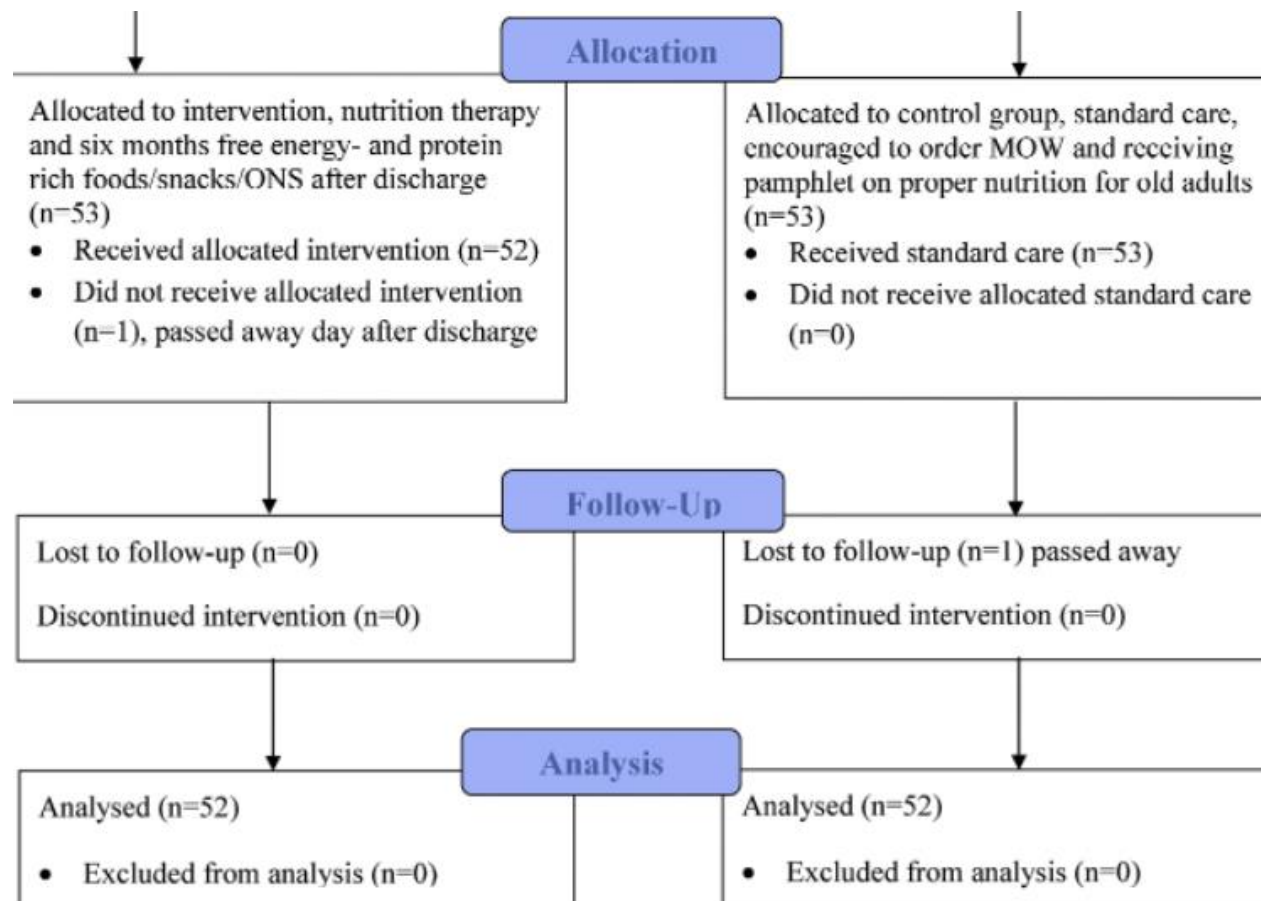 Allocation
Allocated to intervention, nutrition therapy
and six months free energy- and protein
rich foods/snacks/ONS after discharge
(n=53)
• Received allocated intervention (n=52)
• Did not receive allocated intervention
(n=1), passed away day after discharge
Allocated to control group, standard care,
encouraged to order MOW and receiving
pamphlet on proper nutrition for old adults
(n=53)
• Received standard care (n=53)
• Did not receive allocated standard care
(n=0)
Follow-Up
Lost to follow-up (n=0)
Discontinued intervention (n=0)
Lost to follow-up (n=1) passed away
Discontinued intervention (n=0)
Analysis
Analysed (n=52)
• Excluded from analysis (n=0)
Analysed (n=52)
• Excluded from analysis (n=0)